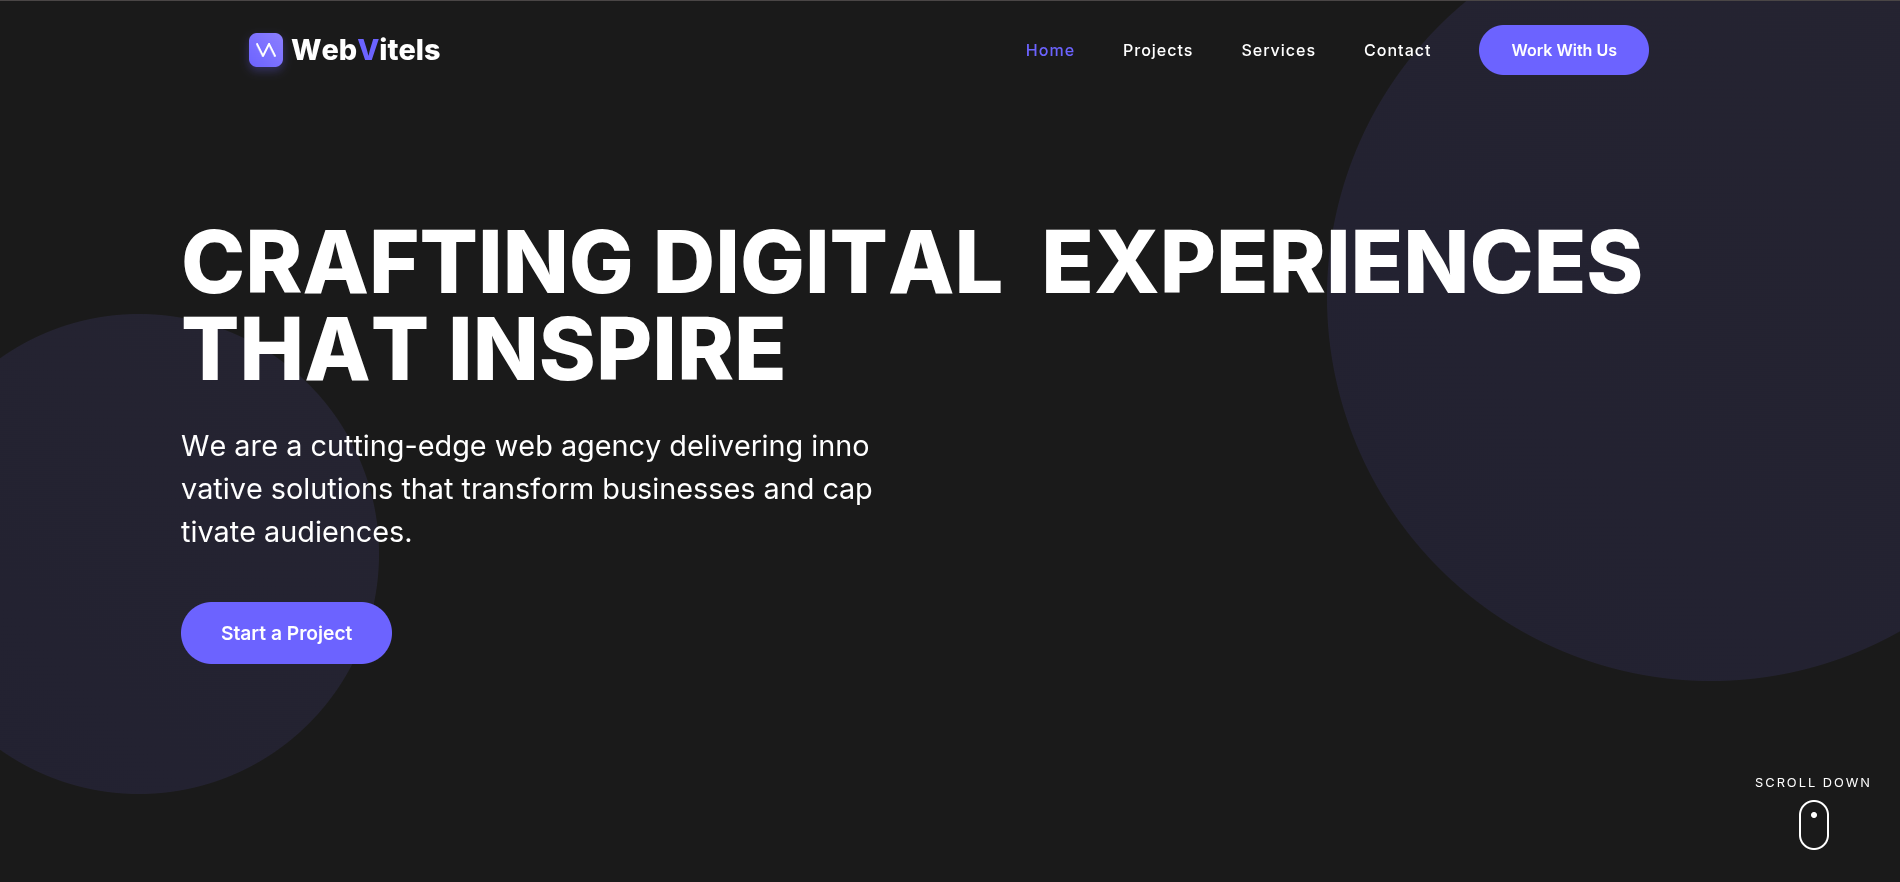 WebVitels
Home Projects Services Contact Work With Us
CRAFTING DIGITAL  EXPERIENCES
THAT INSPIRE
We are a cutting-edge web agency delivering inno
vative solutions that transform businesses and cap
tivate audiences.
Start a Project
SCROLL DOWN